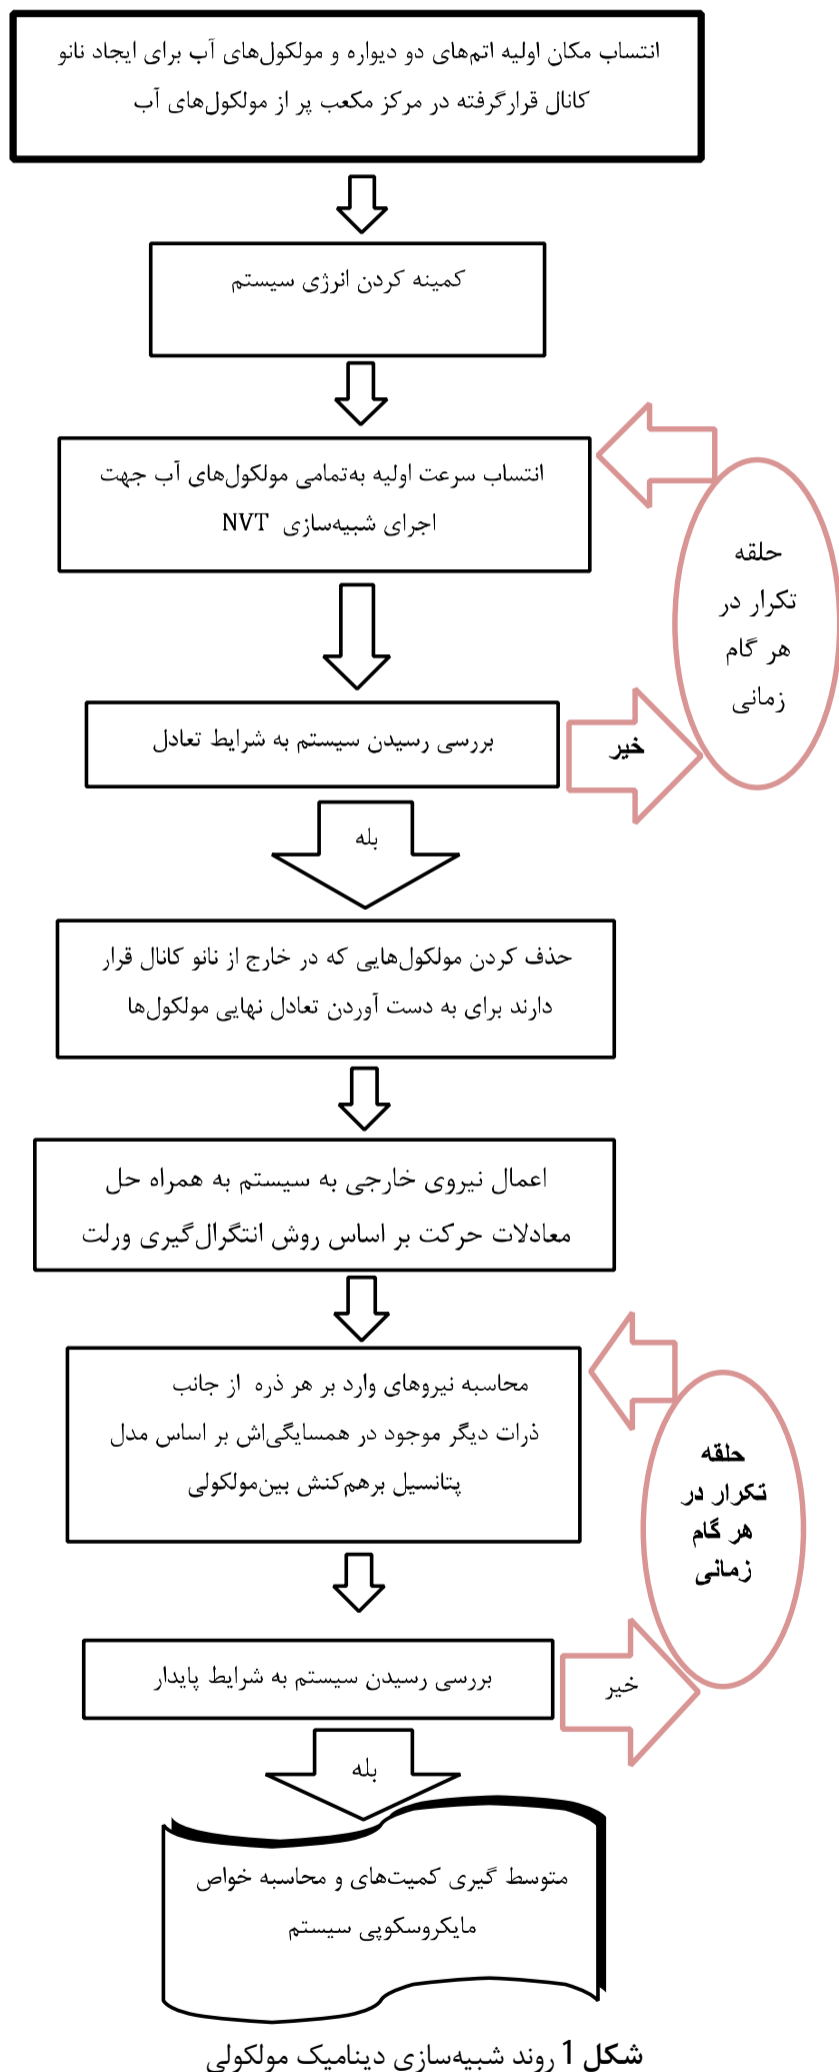 انتساب مکان اولیه اتم‌های دو دیواره و مولکول‌های آب برای ایجاد نانو
کانال قرارگرفته در مرکز مکعب پر از مولکول‌های آب
کمینه کردن انرژی سیستم
انتساب سرعت اولیه به‌تمامی مولکول‌های آب جهت
اجرای شبیه‌سازی NVT
حلقه
تکرار در
هر گام
زمانی
بررسی رسیدن سیستم به شرایط تعادل
خیر
بله
حذف کردن مولکول‌هایی که در خارج از نانو کانال قرار
دارند برای به دست آوردن تعادل نهایی مولکول‌ها
اعمال نیروی خارجی به سیستم به همراه حل
معادلات حرکت بر اساس روش انتگرال‌گیری ورلت
محاسبه نیروهای وارد بر هر ذره از جانب
ذرات دیگر موجود در همسایگی‌اش بر اساس مدل
پتانسیل برهم‌کنش بین‌مولکولی
حلقه
تکرار در
هر گام
زمانی
بررسی رسیدن سیستم به شرایط پایدار
خیر
بله
متوسط گیری کمیت‌های و محاسبه خواص
مایکروسکوپی سیستم
شکل 1 روند شبیه‌سازی دینامیک مولکولی